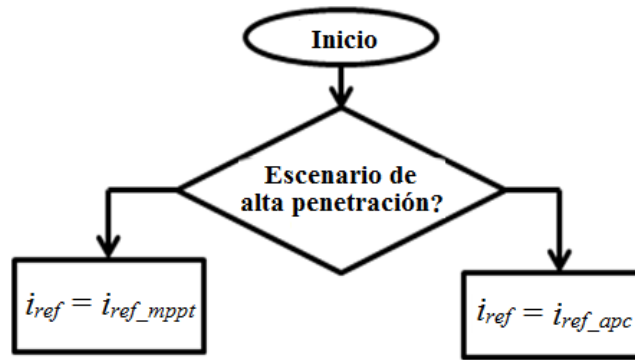 Inicio
Escenario de
alta penetración?
i_ref = i_ref_mppt
i_ref = i_ref_apc